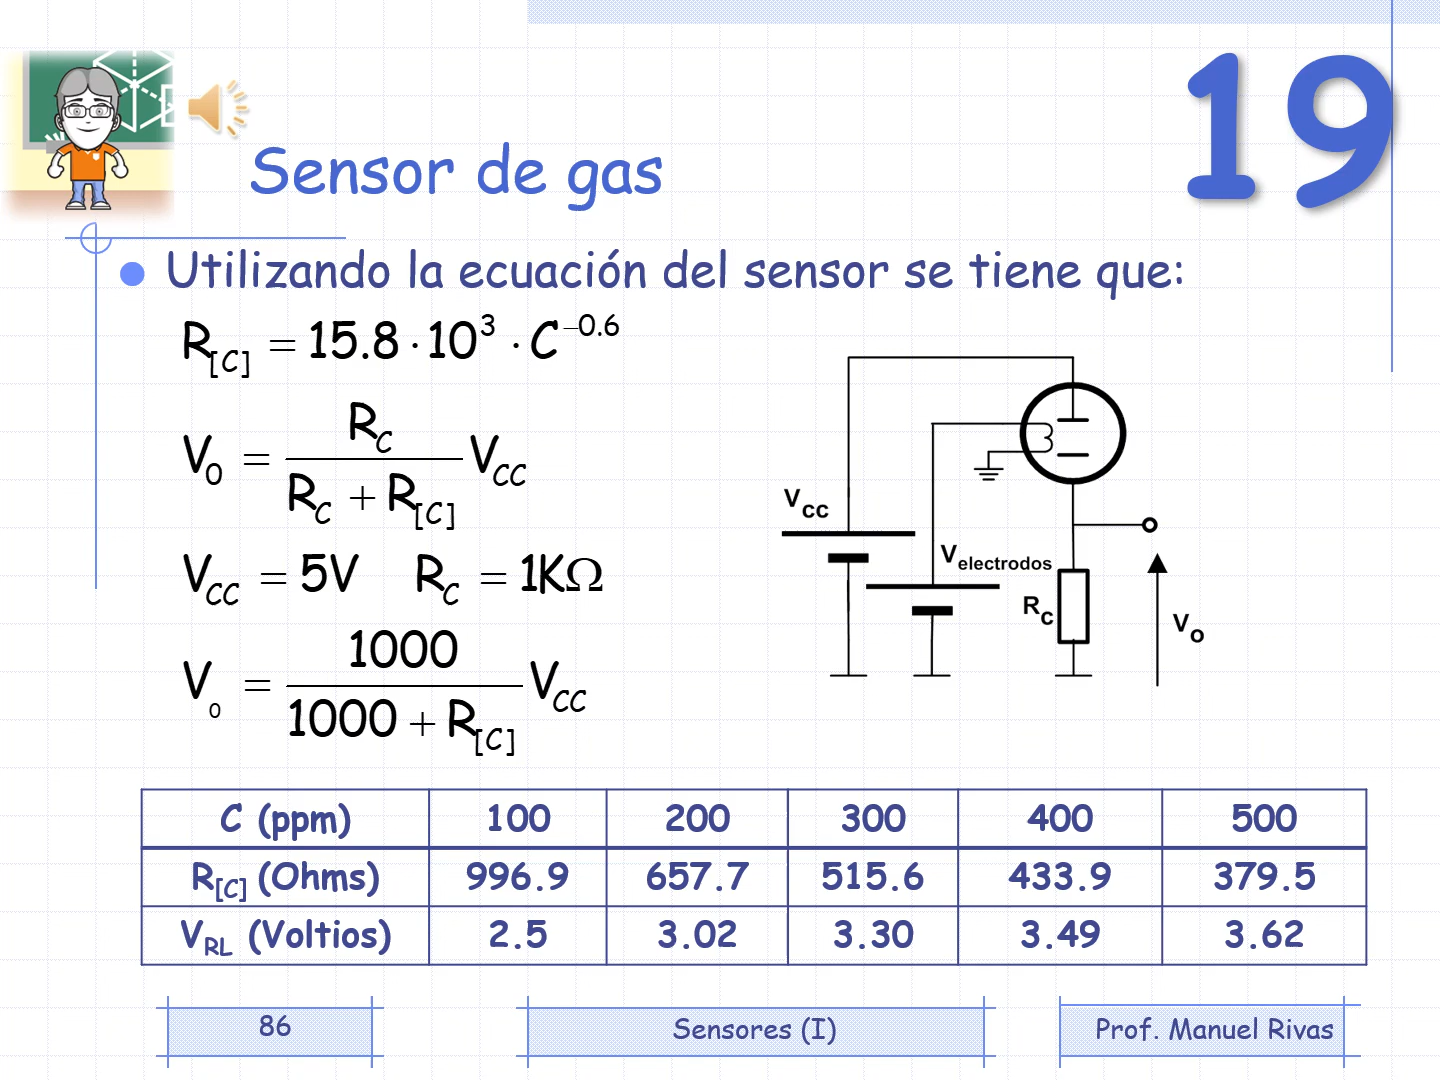 19
Sensor de gas
Utilizando la ecuación del sensor se tiene que:
R[C] = 15.8 · 10³ · C^−0.6
V0 = RC / (RC + R[C]) VCC
VCC = 5V RC = 1KΩ
Vo = 1000 / (1000 + R[C]) VCC
Vcc
Velectrodos
Rc
Vo
C (ppm) 100 200 300 400 500
R[C] (Ohms) 996.9 657.7 515.6 433.9 379.5
VRL (Voltios) 2.5 3.02 3.30 3.49 3.62
86 Sensores (I) Prof. Manuel Rivas